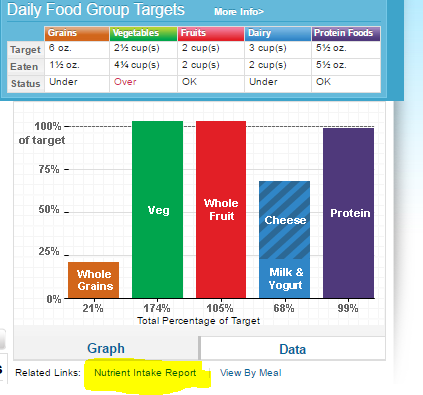 Daily Food Group Targets More Info>
Grains Vegetables Fruits Dairy Protein Foods
Target 6 oz. 2½ cup(s) 2 cup(s) 3 cup(s) 5½ oz.
Eaten 1½ oz. 4¼ cup(s) 2 cup(s) 2 cup(s) 5½ oz.
Status Under Over OK Under OK
100%
of target
75%
50%
25%
0%
Whole
Grains
Veg
Whole
Fruit
Cheese
Milk &
Yogurt
Protein
21% 174% 105% 68% 99%
Total Percentage of Target
Graph Data
s Related Links: Nutrient Intake Report | View By Meal